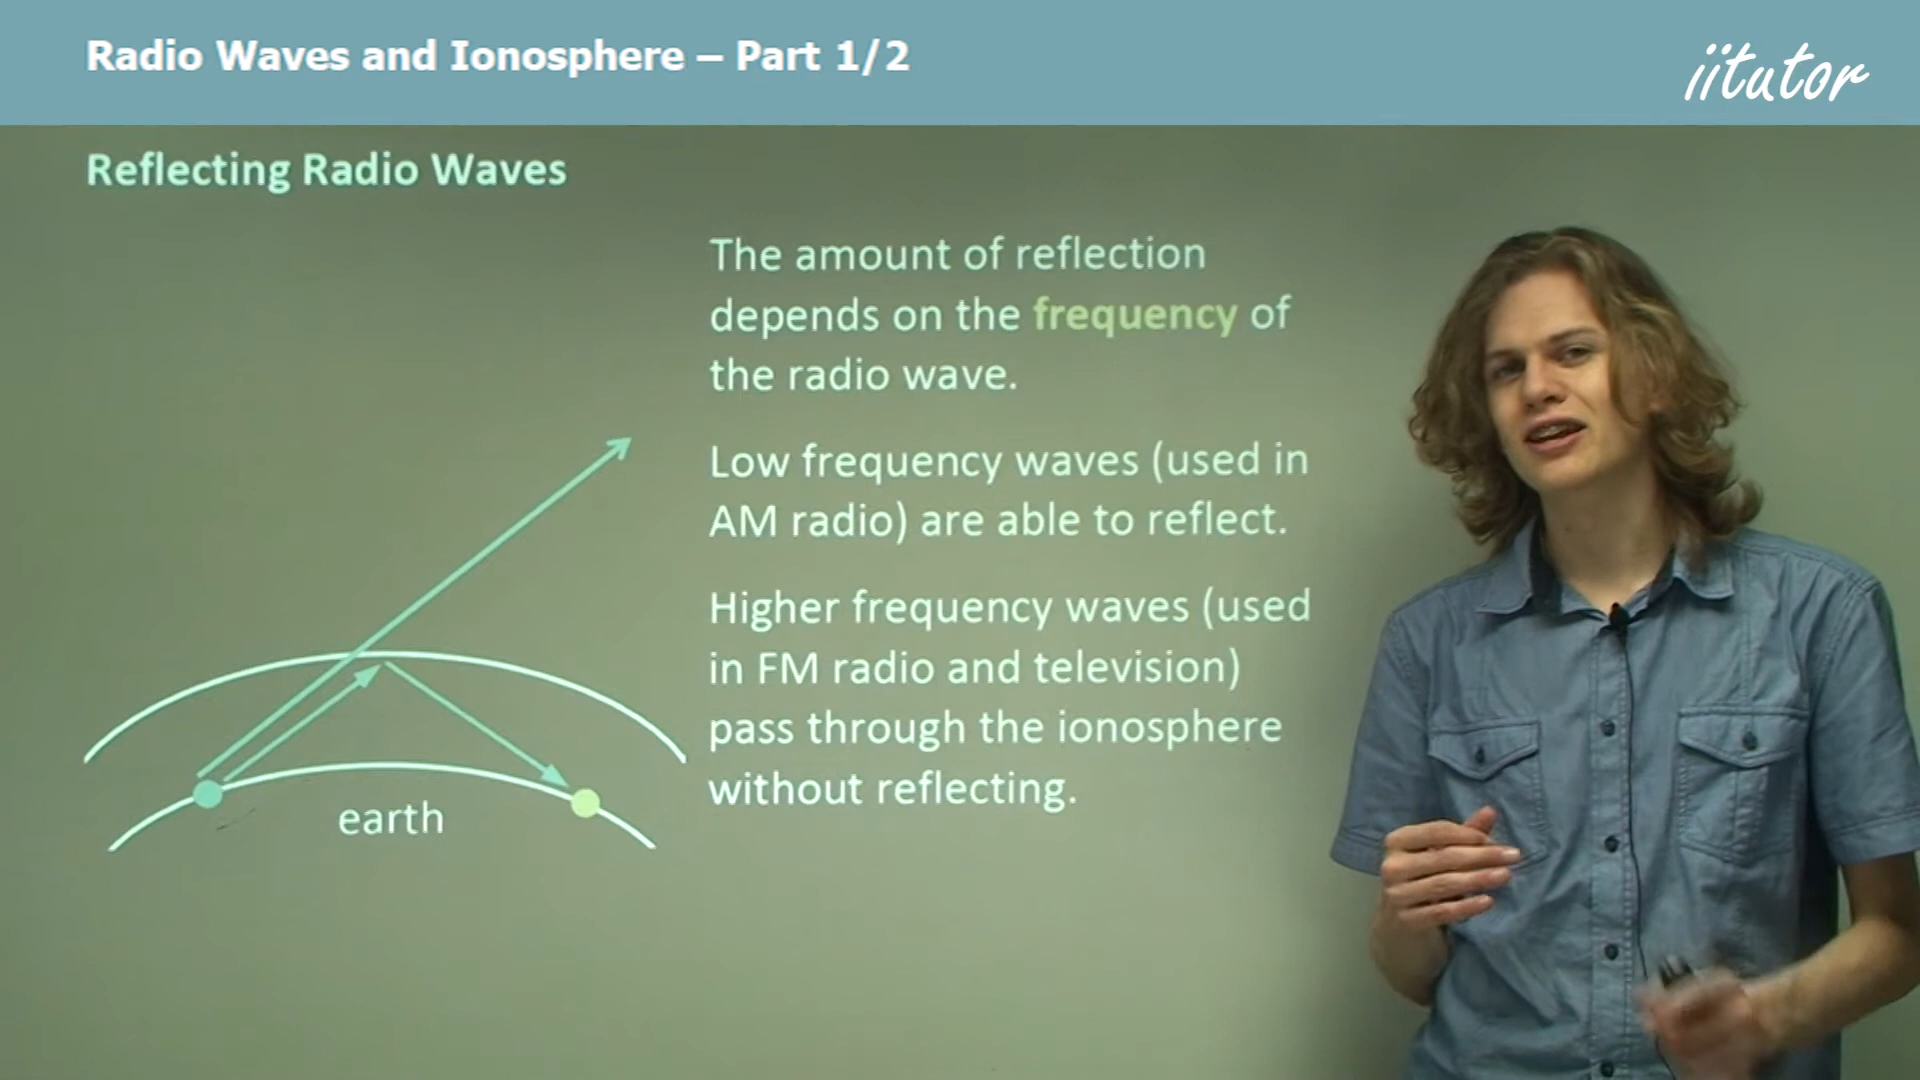 Radio Waves and Ionosphere – Part 1/2
iitutor
Reflecting Radio Waves
The amount of reflection
depends on the frequency of
the radio wave.
Low frequency waves (used in
AM radio) are able to reflect.
Higher frequency waves (used
in FM radio and television)
pass through the ionosphere
without reflecting.
earth